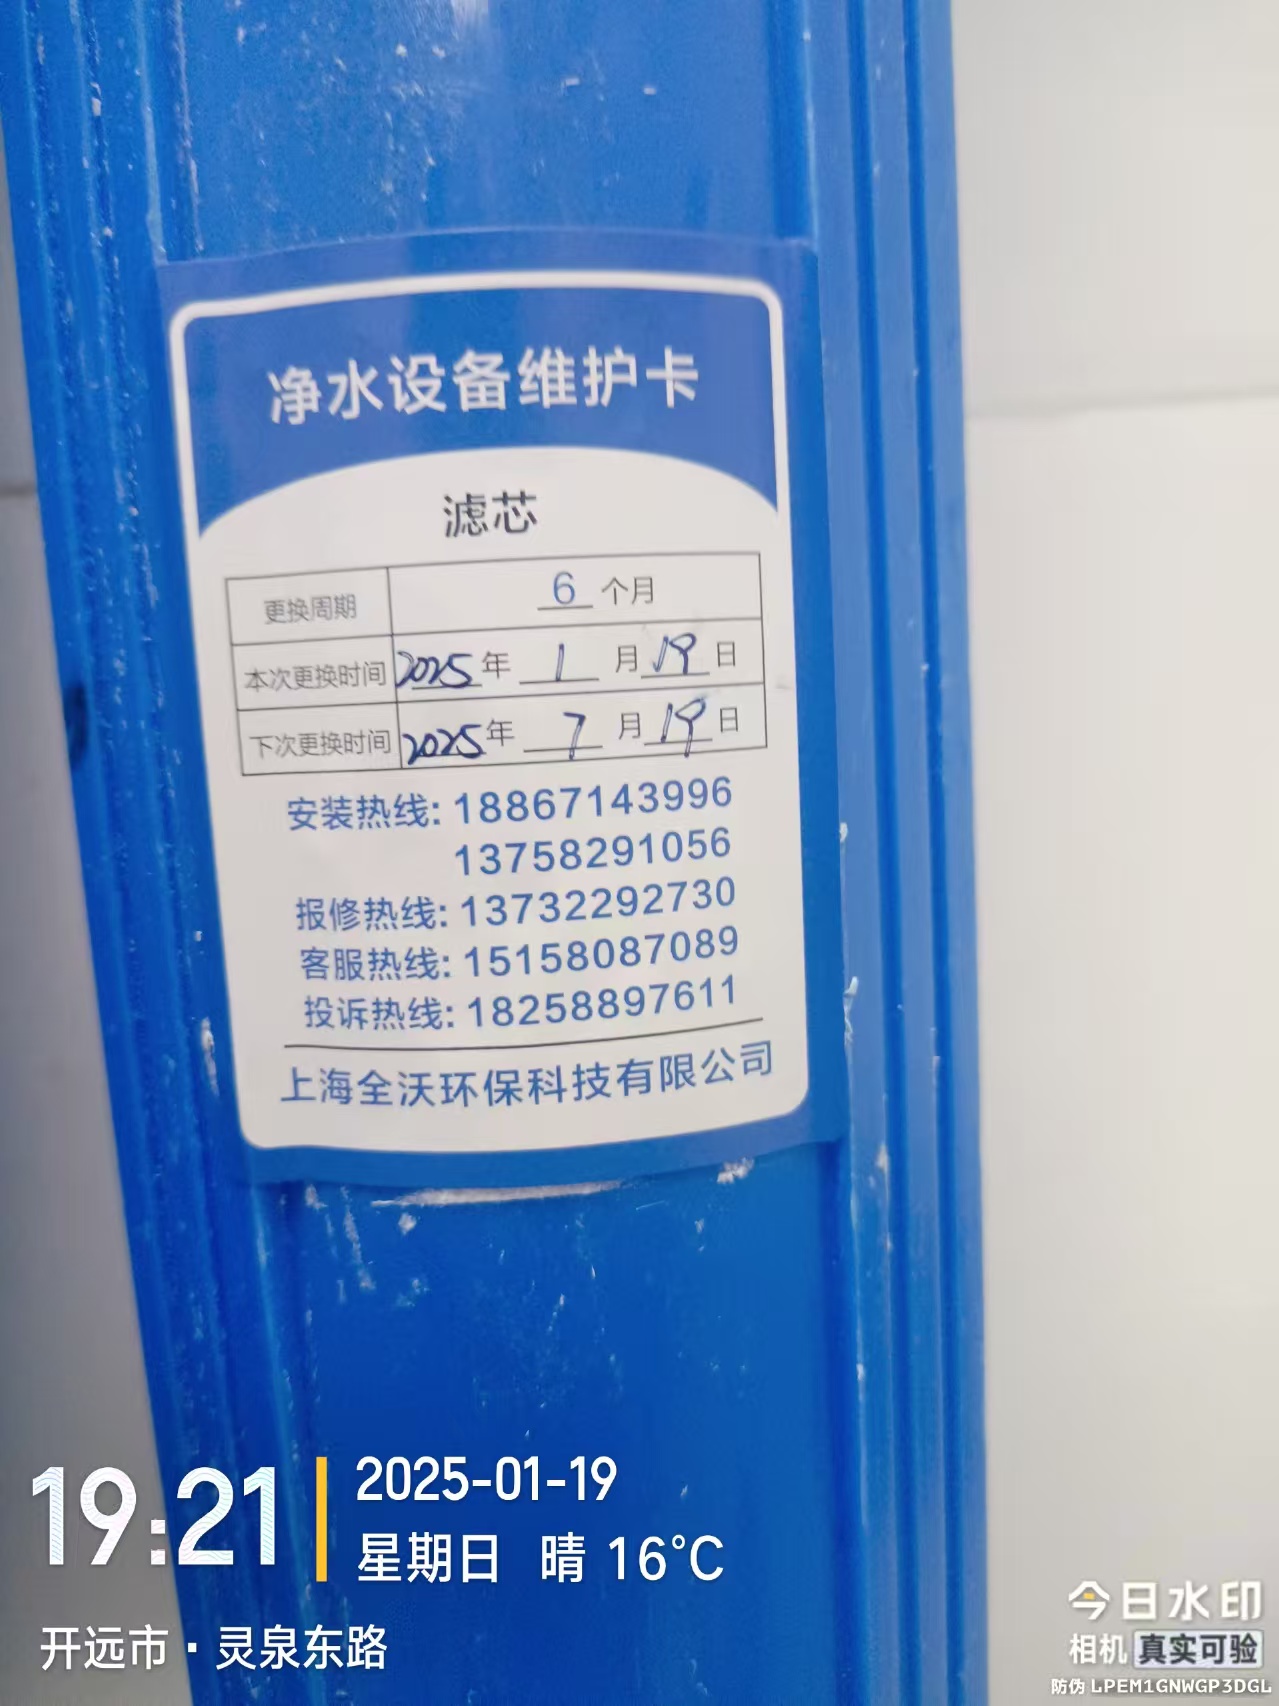 净水设备维护卡
滤芯
更换周期 6 个月
本次更换时间 2025 年 1 月 19 日
下次更换时间 2025 年 7 月 19 日
安装热线: 18867143996
13758291056
报修热线: 13732292730
客服热线: 15158087089
投诉热线: 18258897611
上海全沃环保科技有限公司
19:21
2025-01-19
星期日 晴 16°C
开远市·灵泉东路
今日水印
相机 真实可验
防伪 LPEM1GNWGP3DGL